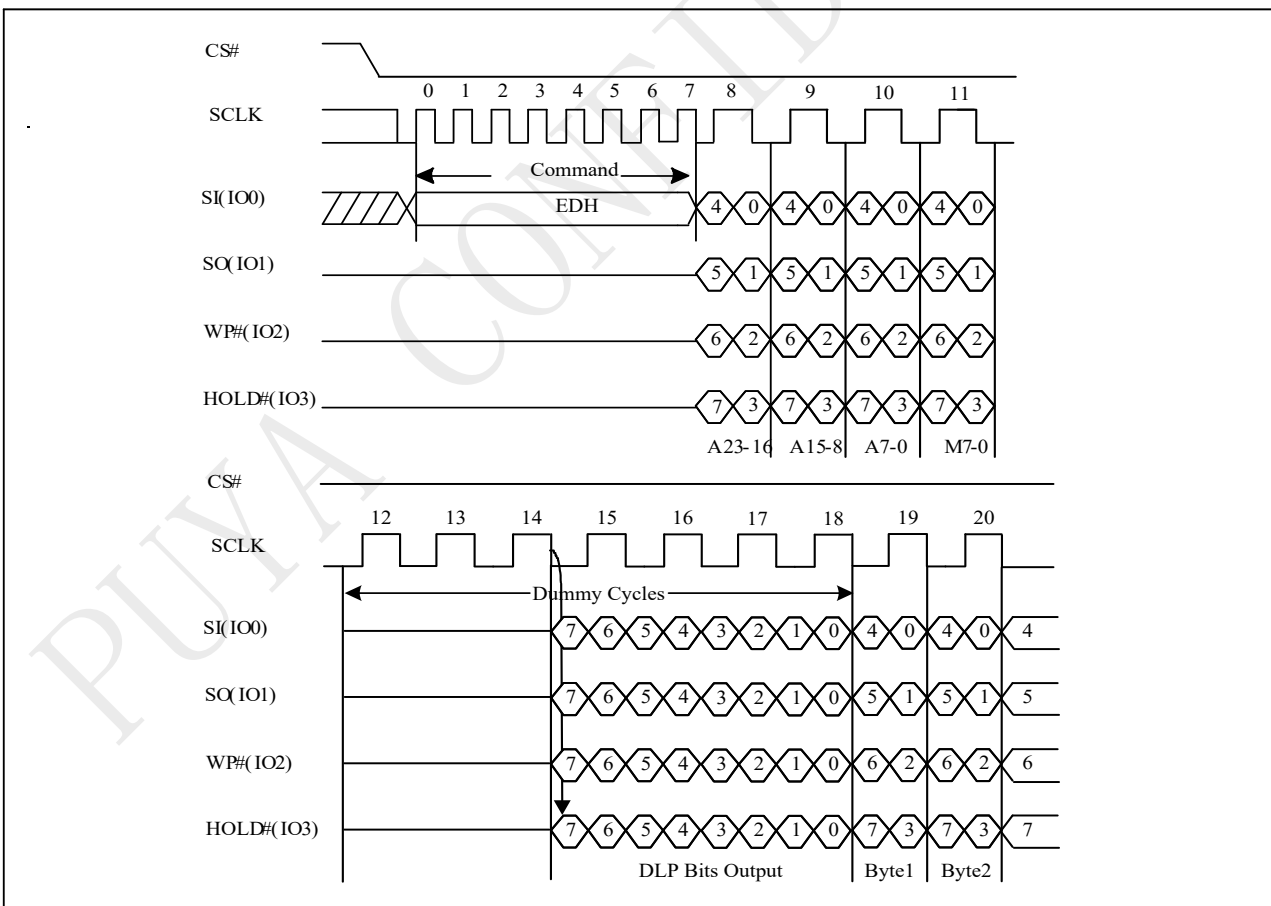 PUYA CONFID
CS#
0 1 2 3 4 5 6 7 8 9 10 11
SCLK
Command
SI(IO0) EDH 4 0 4 0 4 0 4 0
SO(IO1) 5 1 5 1 5 1 5 1
WP#(IO2) 6 2 6 2 6 2 6 2
HOLD#(IO3) 7 3 7 3 7 3 7 3
A23-16 A15-8 A7-0 M7-0
CS#
12 13 14 15 16 17 18 19 20
SCLK
Dummy Cycles
SI(IO0) 7 6 5 4 3 2 1 0 4 0 4 0 4
SO(IO1) 7 6 5 4 3 2 1 0 5 1 5 1 5
WP#(IO2) 7 6 5 4 3 2 1 0 6 2 6 2 6
HOLD#(IO3) 7 6 5 4 3 2 1 0 7 3 7 3 7
DLP Bits Output Byte1 Byte2